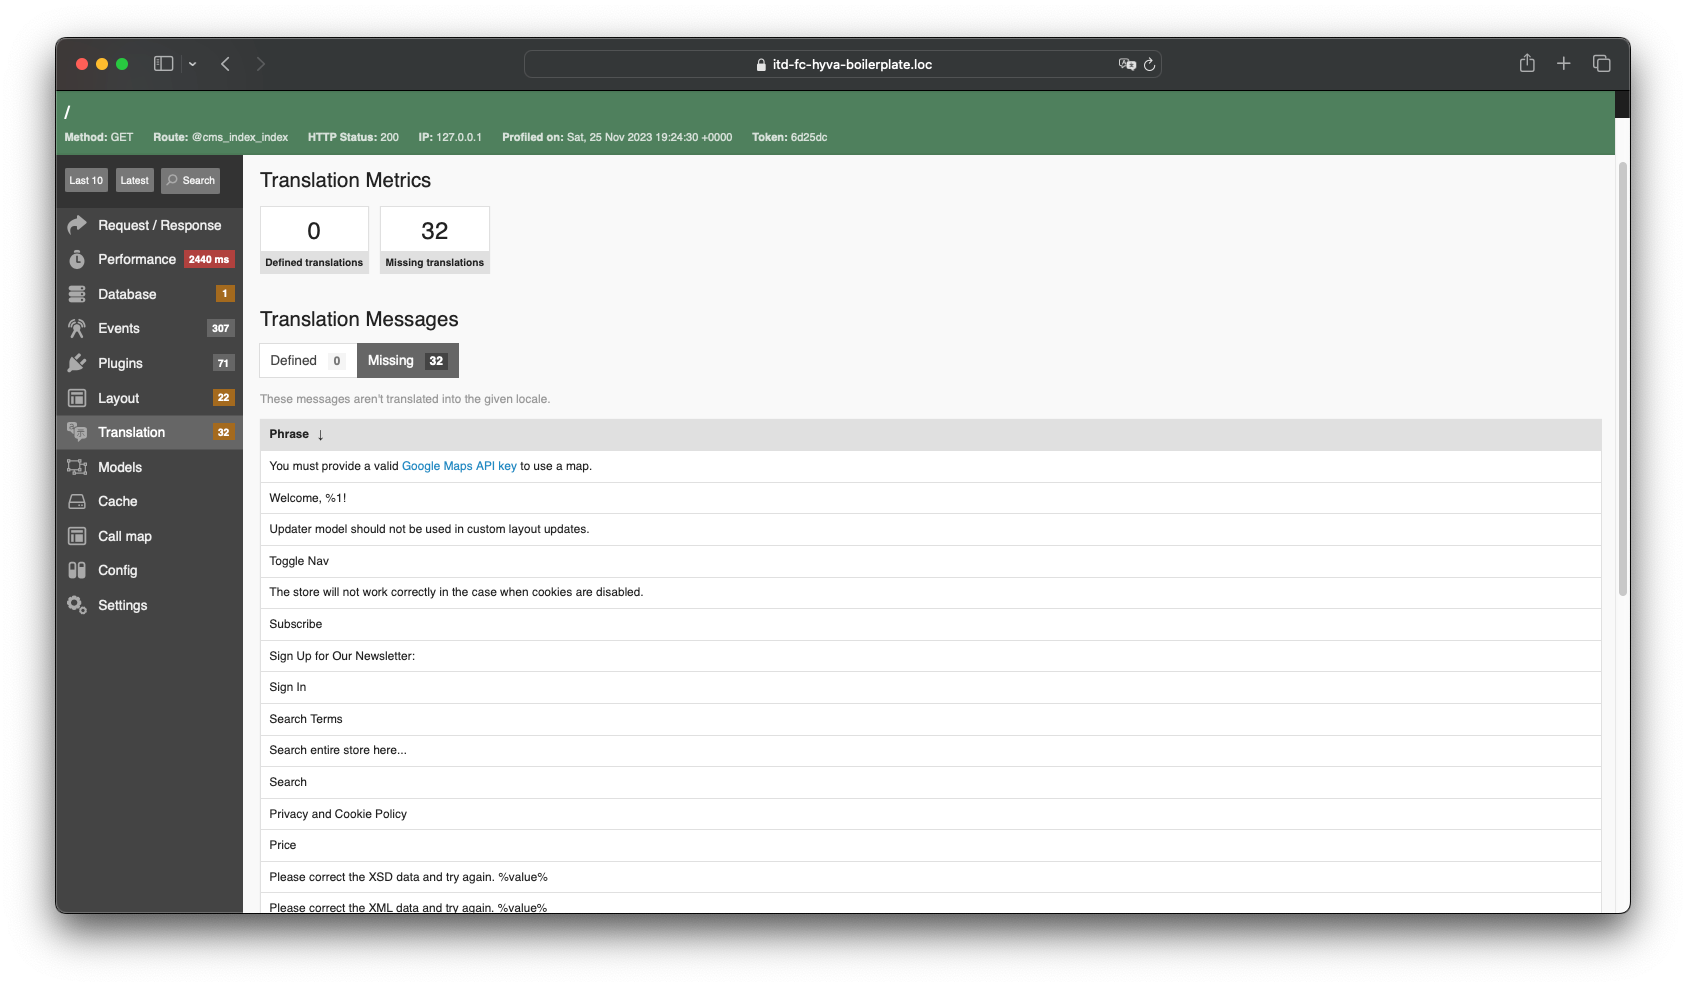 itd-fc-hyva-boilerplate.loc
/
Method: GET Route: @cms_index_index HTTP Status: 200 IP: 127.0.0.1 Profiled on: Sat, 25 Nov 2023 19:24:30 +0000 Token: 6d25dc
Last 10 Latest Search
Request / Response
Performance 2440 ms
Database 1
Events 307
Plugins 71
Layout 22
Translation 32
Models
Cache
Call map
Config
Settings
Translation Metrics
0
Defined translations
32
Missing translations
Translation Messages
Defined 0 Missing 32
These messages aren't translated into the given locale.
Phrase ↓
You must provide a valid Google Maps API key to use a map.
Welcome, %1!
Updater model should not be used in custom layout updates.
Toggle Nav
The store will not work correctly in the case when cookies are disabled.
Subscribe
Sign Up for Our Newsletter:
Sign In
Search Terms
Search entire store here...
Search
Privacy and Cookie Policy
Price
Please correct the XSD data and try again. %value%
Please correct the XML data and try again. %value%